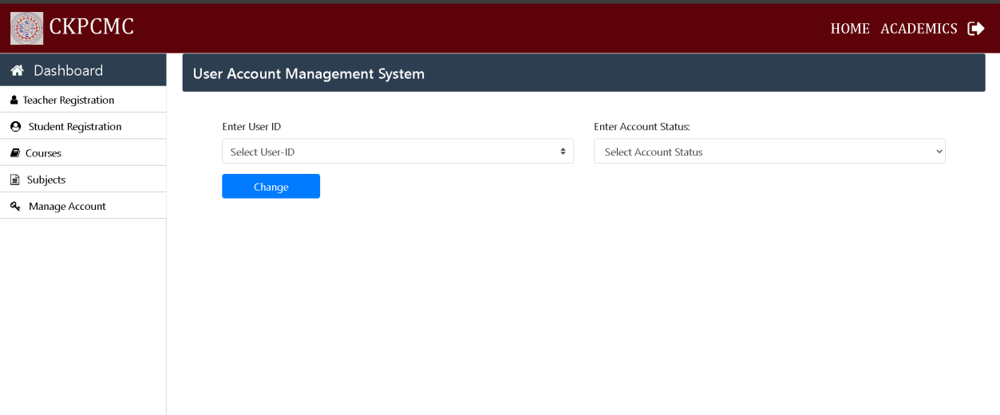 CKPCMC
HOME ACADEMICS
Dashboard
Teacher Registration
Student Registration
Courses
Subjects
Manage Account
User Account Management System
Enter User ID
Select User-ID
Enter Account Status:
Select Account Status
Change